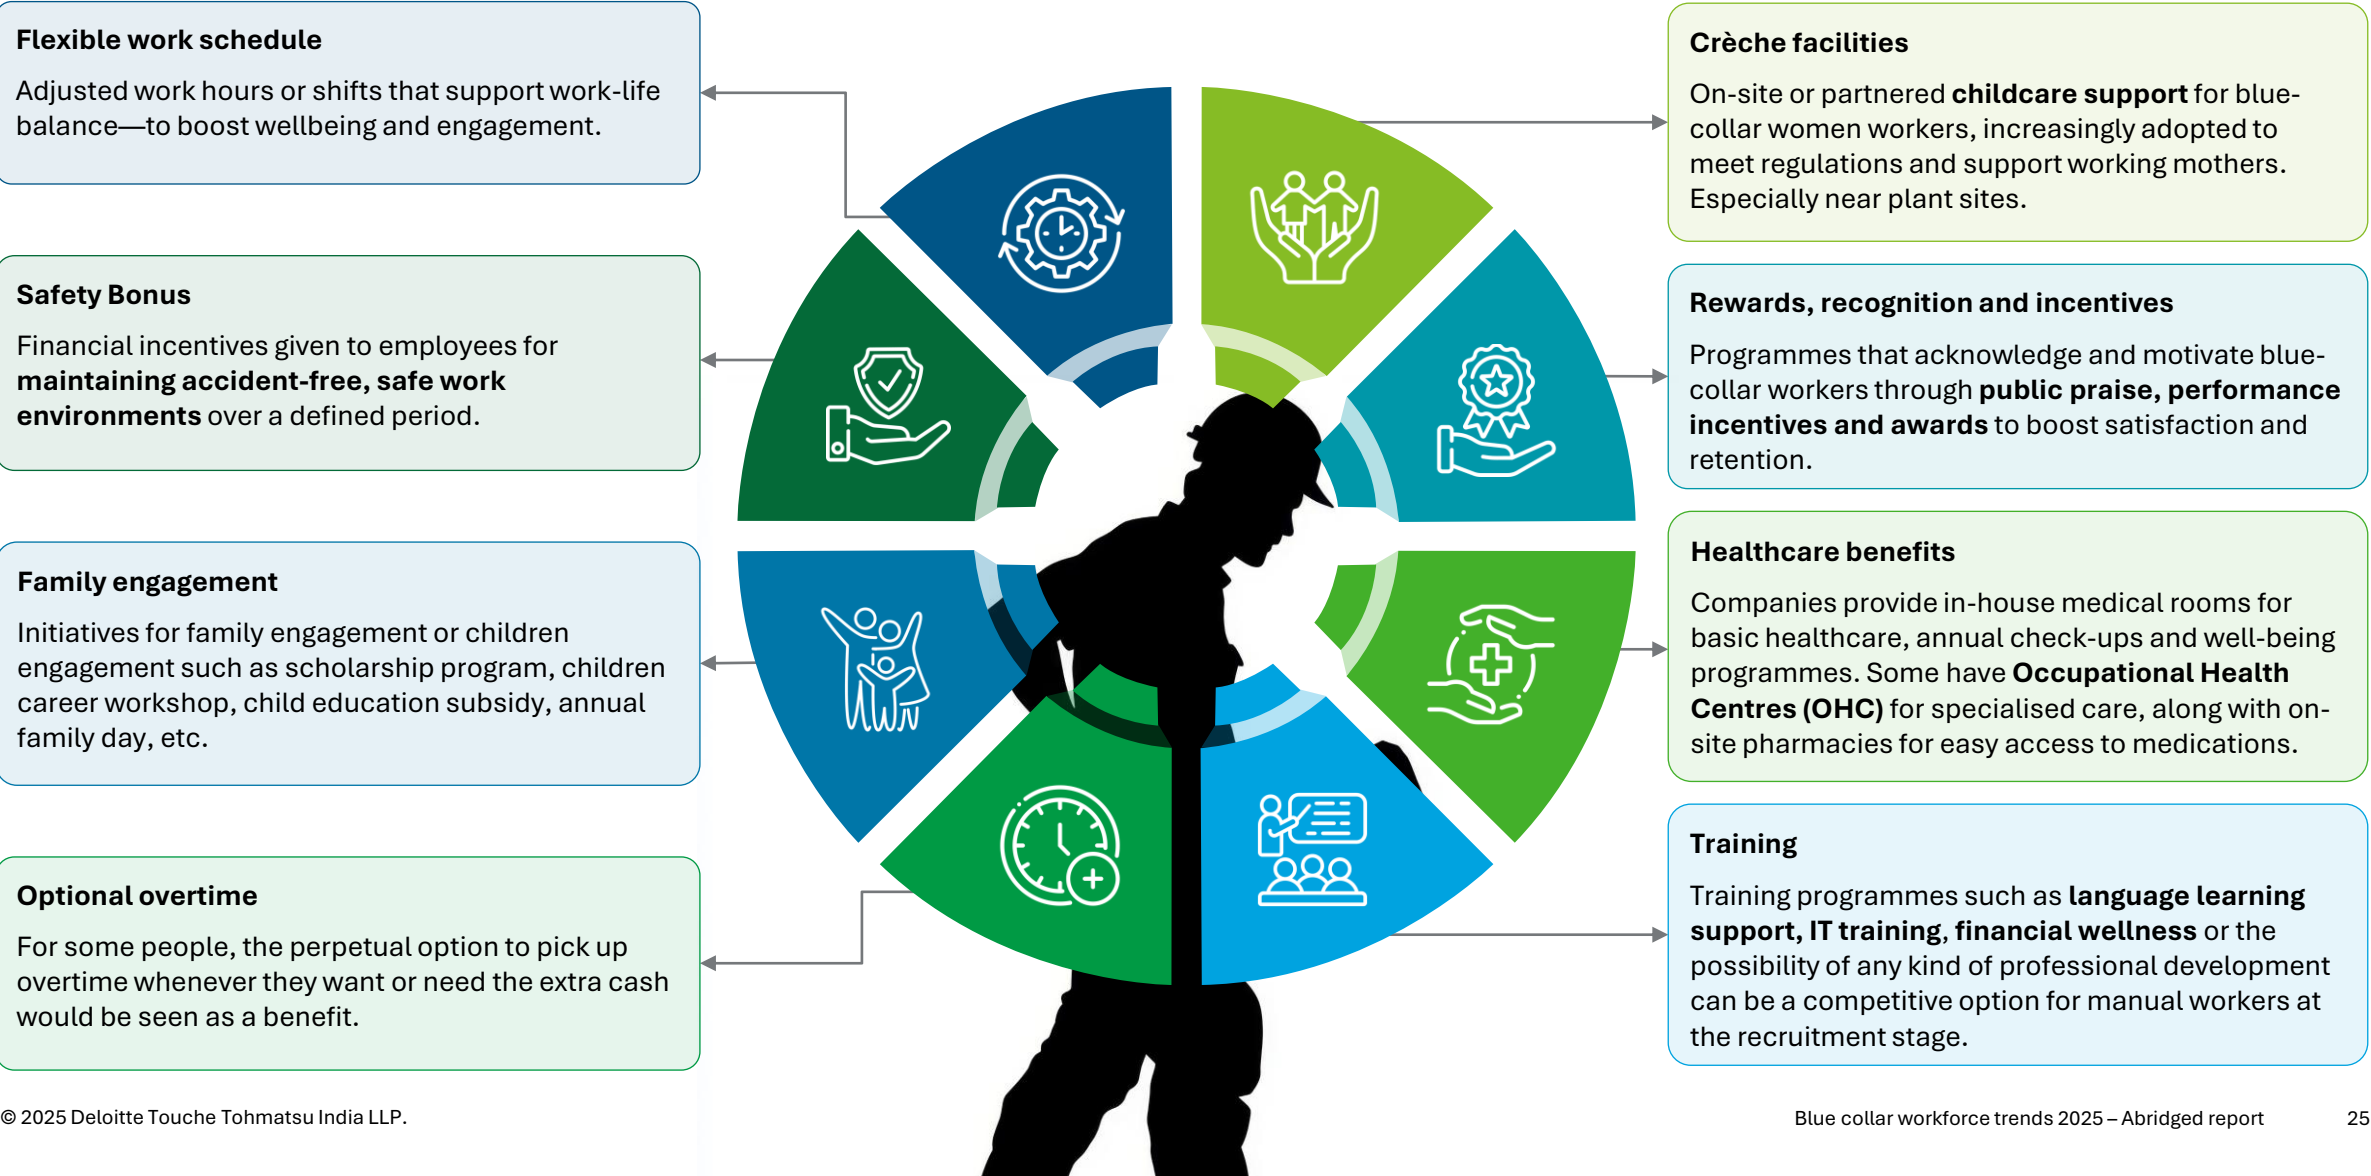 Flexible work schedule
Adjusted work hours or shifts that support work-life
balance—to boost wellbeing and engagement.
Safety Bonus
Financial incentives given to employees for
maintaining accident-free, safe work
environments over a defined period.
Family engagement
Initiatives for family engagement or children
engagement such as scholarship program, children
career workshop, child education subsidy, annual
family day, etc.
Optional overtime
For some people, the perpetual option to pick up
overtime whenever they want or need the extra cash
would be seen as a benefit.
Crèche facilities
On-site or partnered childcare support for blue-
collar women workers, increasingly adopted to
meet regulations and support working mothers.
Especially near plant sites.
Rewards, recognition and incentives
Programmes that acknowledge and motivate blue-
collar workers through public praise, performance
incentives and awards to boost satisfaction and
retention.
Healthcare benefits
Companies provide in-house medical rooms for
basic healthcare, annual check-ups and well-being
programmes. Some have Occupational Health
Centres (OHC) for specialised care, along with on-
site pharmacies for easy access to medications.
Training
Training programmes such as language learning
support, IT training, financial wellness or the
possibility of any kind of professional development
can be a competitive option for manual workers at
the recruitment stage.
© 2025 Deloitte Touche Tohmatsu India LLP.
Blue collar workforce trends 2025 – Abridged report 25